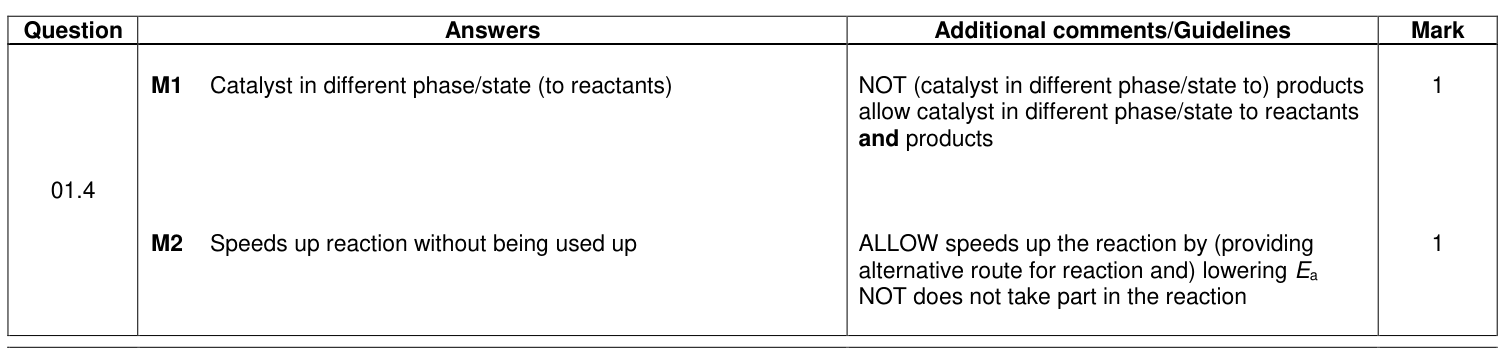 Question Answers Additional comments/Guidelines Mark
M1 Catalyst in different phase/state (to reactants) NOT (catalyst in different phase/state to) products 1
allow catalyst in different phase/state to reactants
and products
01.4
M2 Speeds up reaction without being used up ALLOW speeds up the reaction by (providing 1
alternative route for reaction and) lowering Ea
NOT does not take part in the reaction